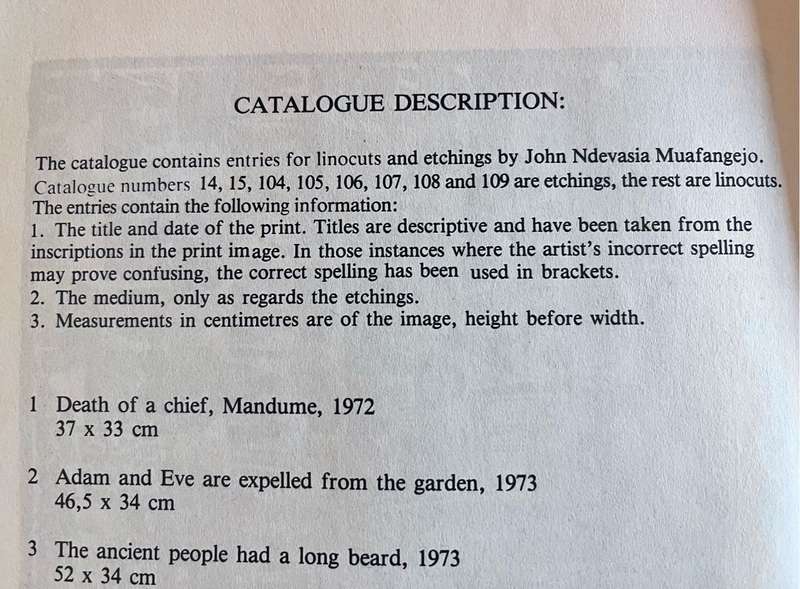 CATALOGUE DESCRIPTION:
The catalogue contains entries for linocuts and etchings by John Ndevasia Muafangejo.
Catalogue numbers 14, 15, 104, 105, 106, 107, 108 and 109 are etchings, the rest are linocuts.
The entries contain the following information:
1. The title and date of the print. Titles are descriptive and have been taken from the
inscriptions in the print image. In those instances where the artist's incorrect spelling
may prove confusing, the correct spelling has been used in brackets.
2. The medium, only as regards the etchings.
3. Measurements in centimetres are of the image, height before width.
1 Death of a chief, Mandume, 1972
37 x 33 cm
2 Adam and Eve are expelled from the garden, 1973
46,5 x 34 cm
3 The ancient people had a long beard, 1973
52 x 34 cm